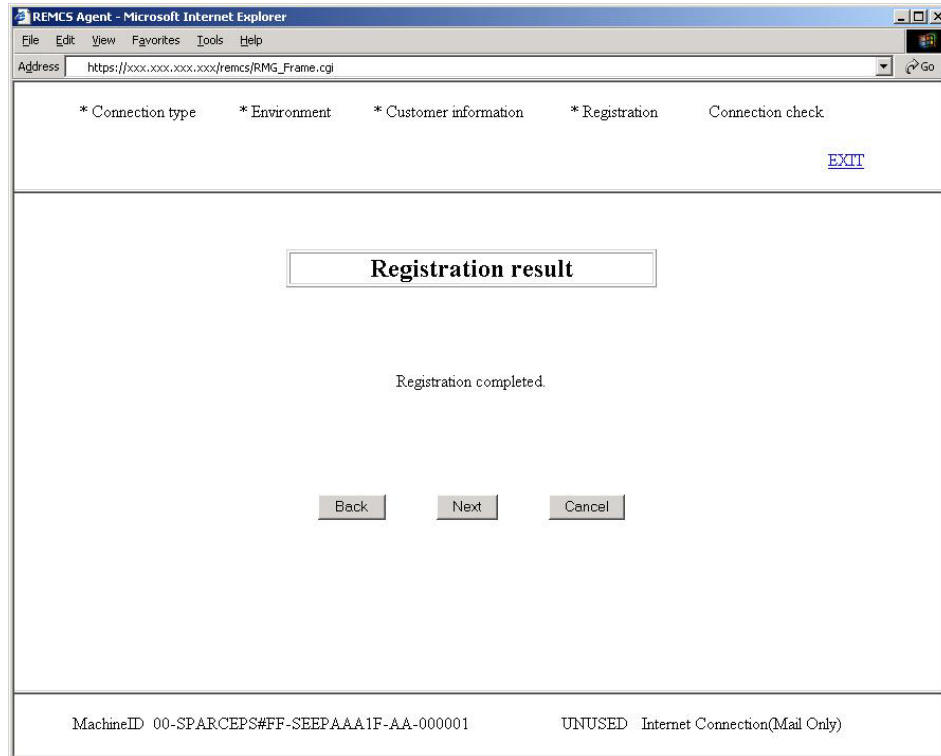 REMCS Agent - Microsoft Internet Explorer
File Edit View Favorites Tools Help
Address https://xxx.xxx.xxx.xxx/remcs/RMG_Frame.cgi Go
* Connection type * Environment * Customer information * Registration Connection check
EXIT
Registration result
Registration completed.
Back Next Cancel
MachineID 00-SPARCEPS#FF-SEEPAAA1F-AA-000001 UNUSED Internet Connection(Mail Only)